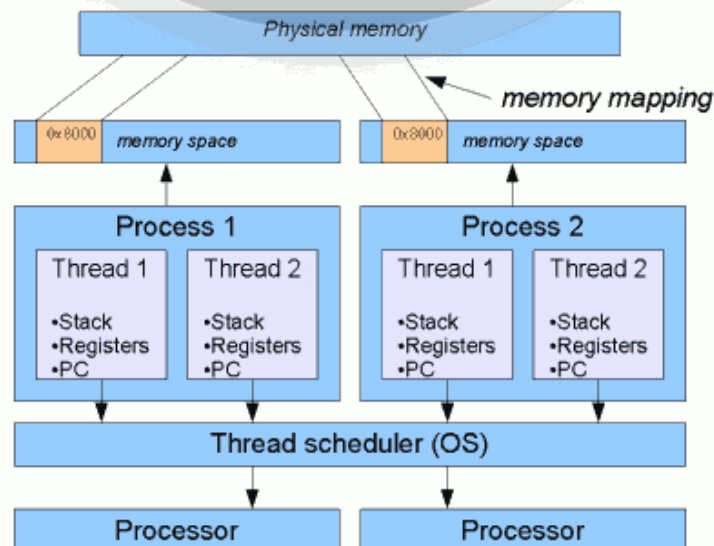 Physical memory
memory mapping
0x8000 memory space
0x8000 memory space
Process 1
Process 2
Thread 1
Thread 2
Thread 1
Thread 2
•Stack
•Registers
•PC
•Stack
•Registers
•PC
•Stack
•Registers
•PC
•Stack
•Registers
•PC
Thread scheduler (OS)
Processor
Processor